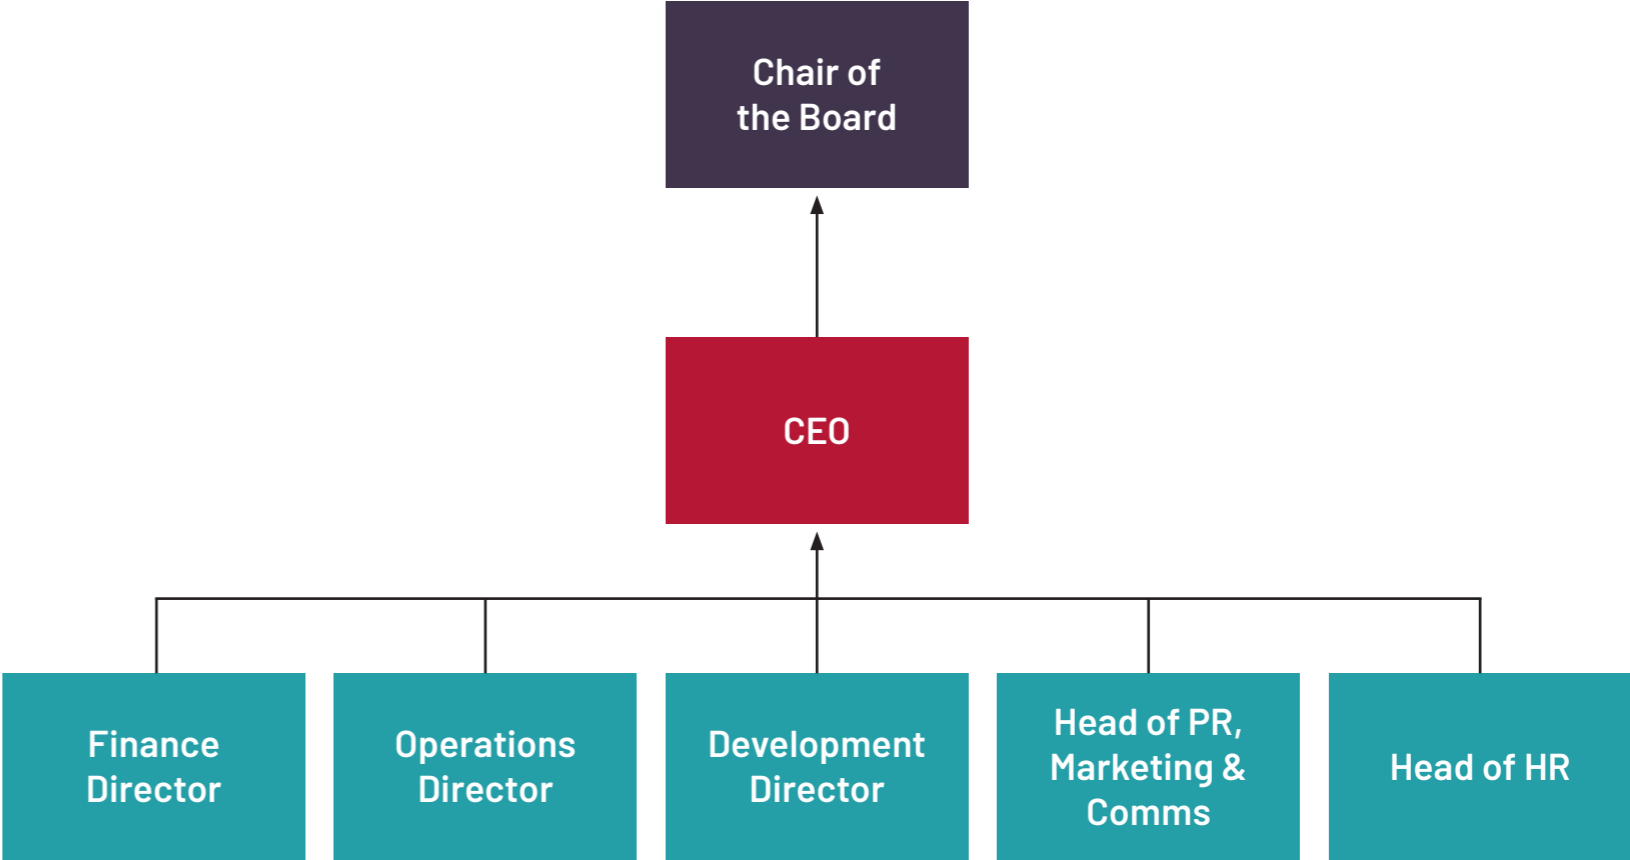 Chair of
the Board
CEO
Finance
Director
Operations
Director
Development
Director
Head of PR,
Marketing &
Comms
Head of HR